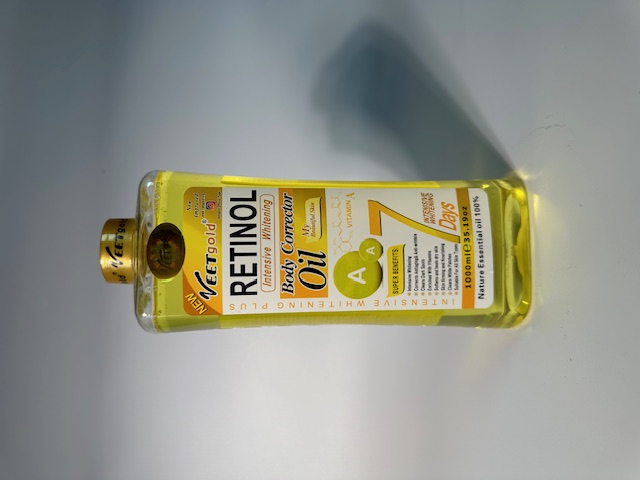 VEETgold
NEW
VEETgold®
New
Improved
RETINOL
Intensive Whitening
Body Corrector
Oil
My
Beautiful Skin
INTENSIVE WHITENING PLUS
VITAMIN A
A
A
SUPER BENEFITS:
Intensive Whitening
Corrects Antiaging& Anti-wrinkle
Clears Dark Spots
Enriched With Vitamins
Softens and heals dry skin
Skin firming and Nourishing
Clears White Patches
Suitable For All Skin Types
7
INTENSIVE
WHITENING
Days
1000ml℮35.19oz
Nature Essential oil 100%